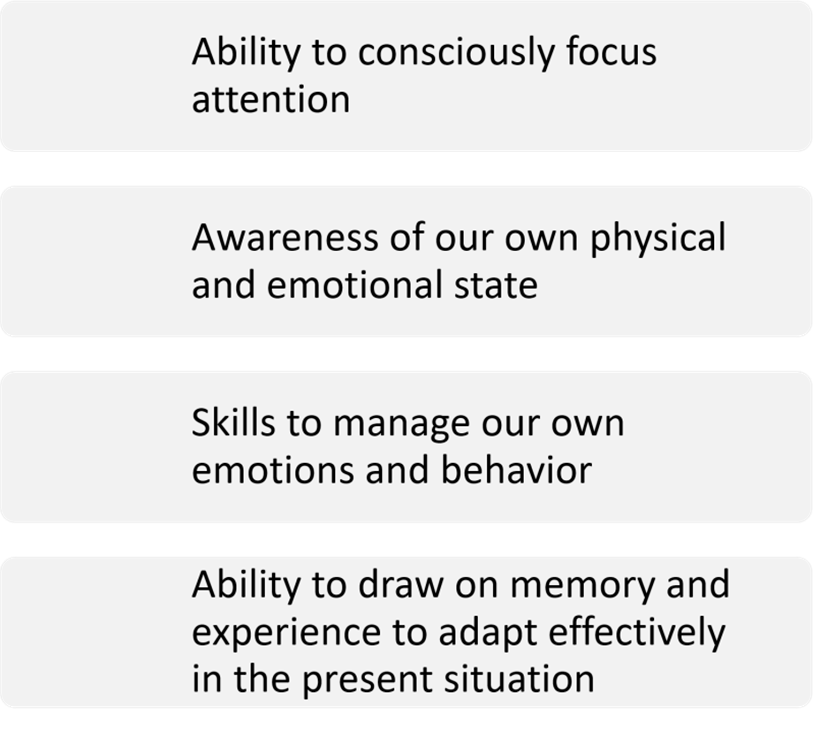 Ability to consciously focus
attention
Awareness of our own physical
and emotional state
Skills to manage our own
emotions and behavior
Ability to draw on memory and
experience to adapt effectively
in the present situation